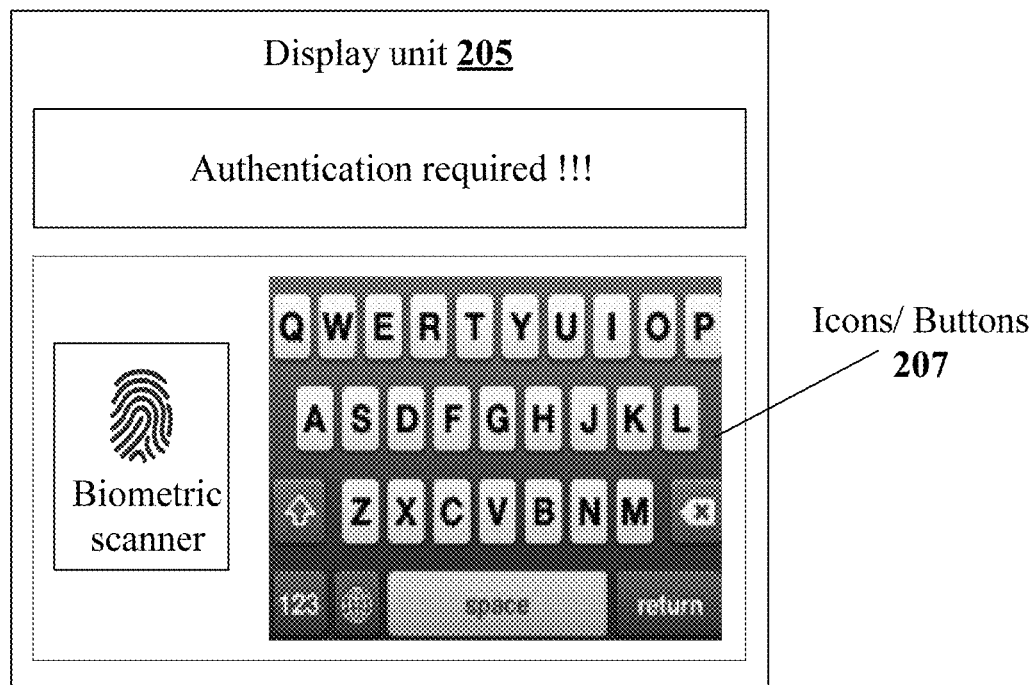 Display unit 205
Authentication required !!!
Q W E R T Y U I O P
A S D F G H J K L
Z X C V B N M
123 space return
Biometric
scanner
Icons/ Buttons
207